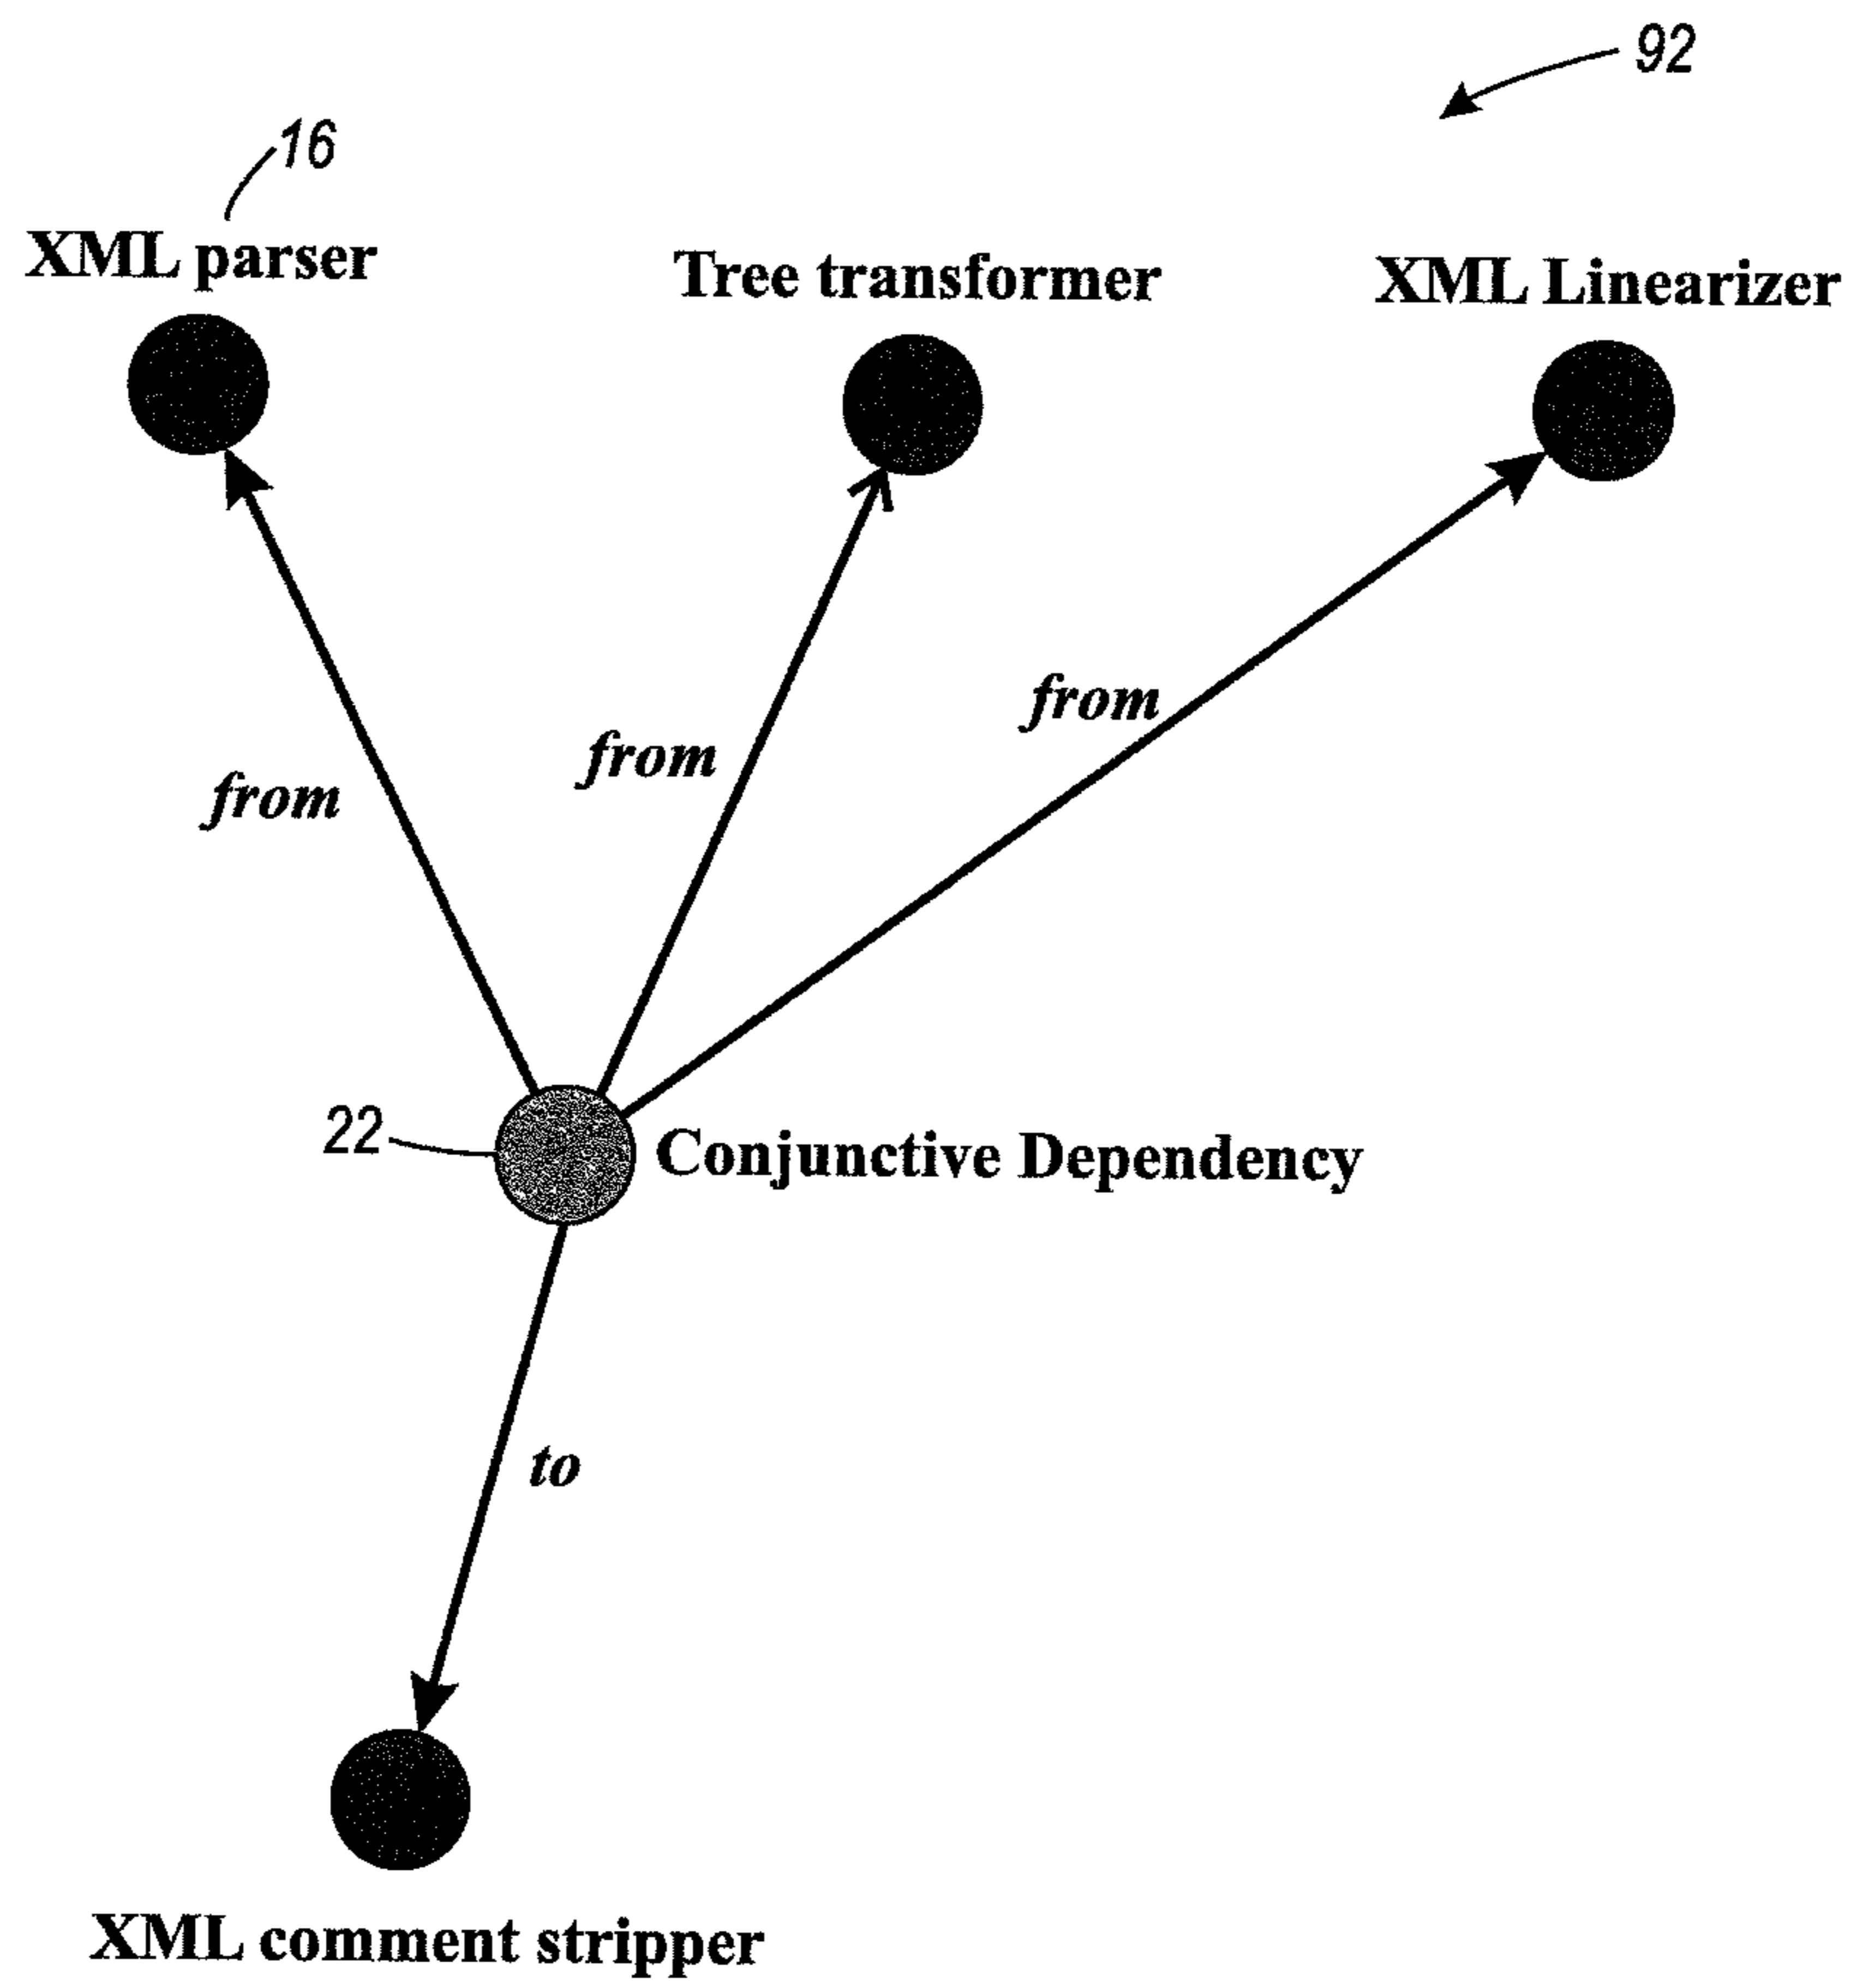 92
16
XML parser
Tree transformer
XML Linearizer
from
from
from
22
Conjunctive Dependency
to
XML comment stripper